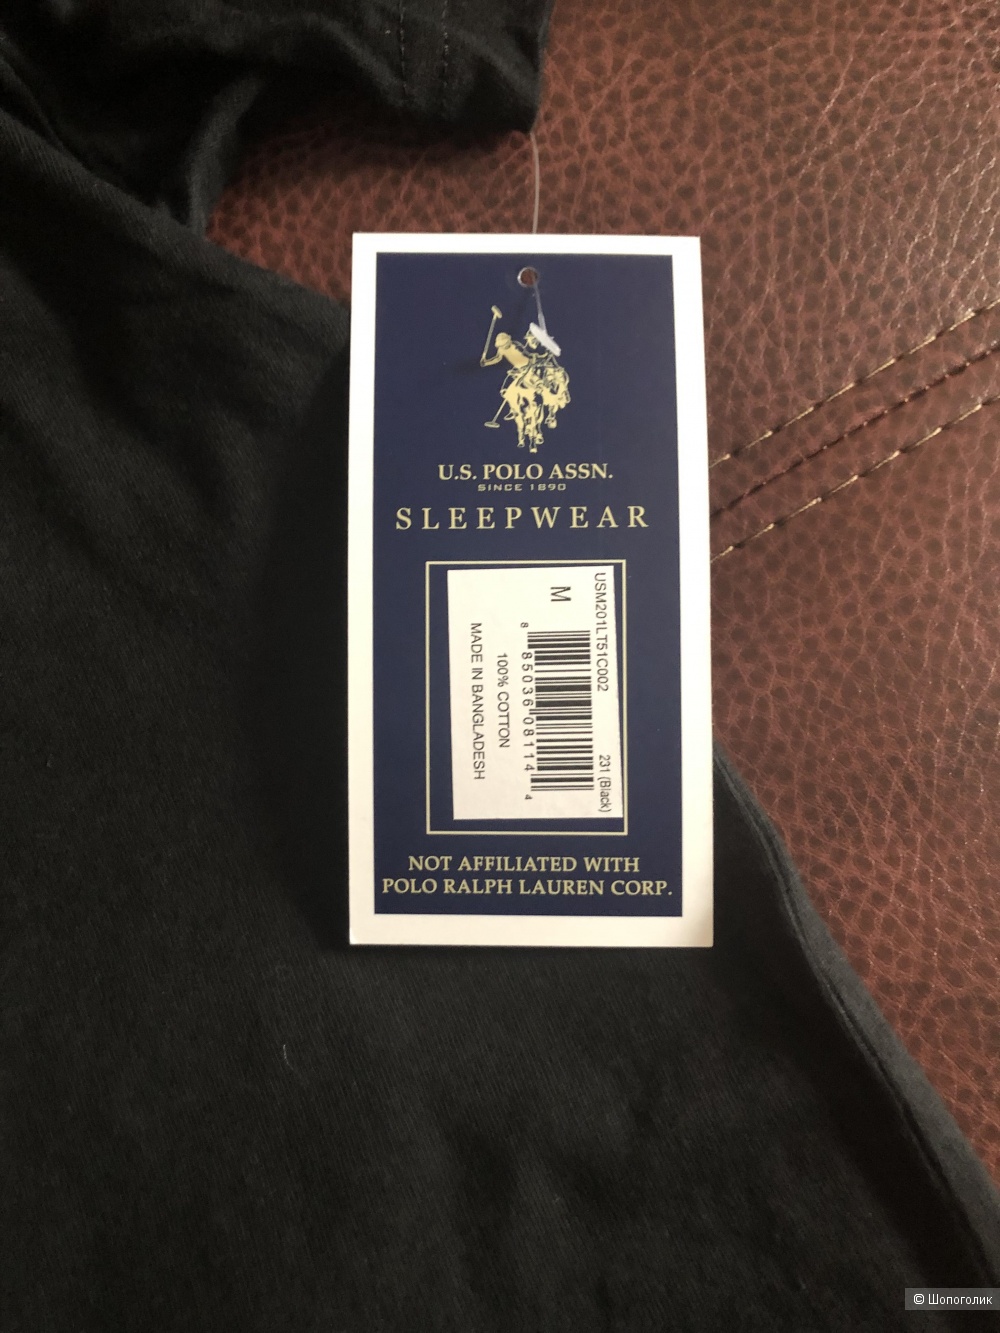 U.S. POLO ASSN.
SINCE 1890
SLEEPWEAR
USM201LT51C002 231 (Black)
M
8 85036 08114 4
100% COTTON
MADE IN BANGLADESH
NOT AFFILIATED WITH
POLO RALPH LAUREN CORP.
© Шопоголик